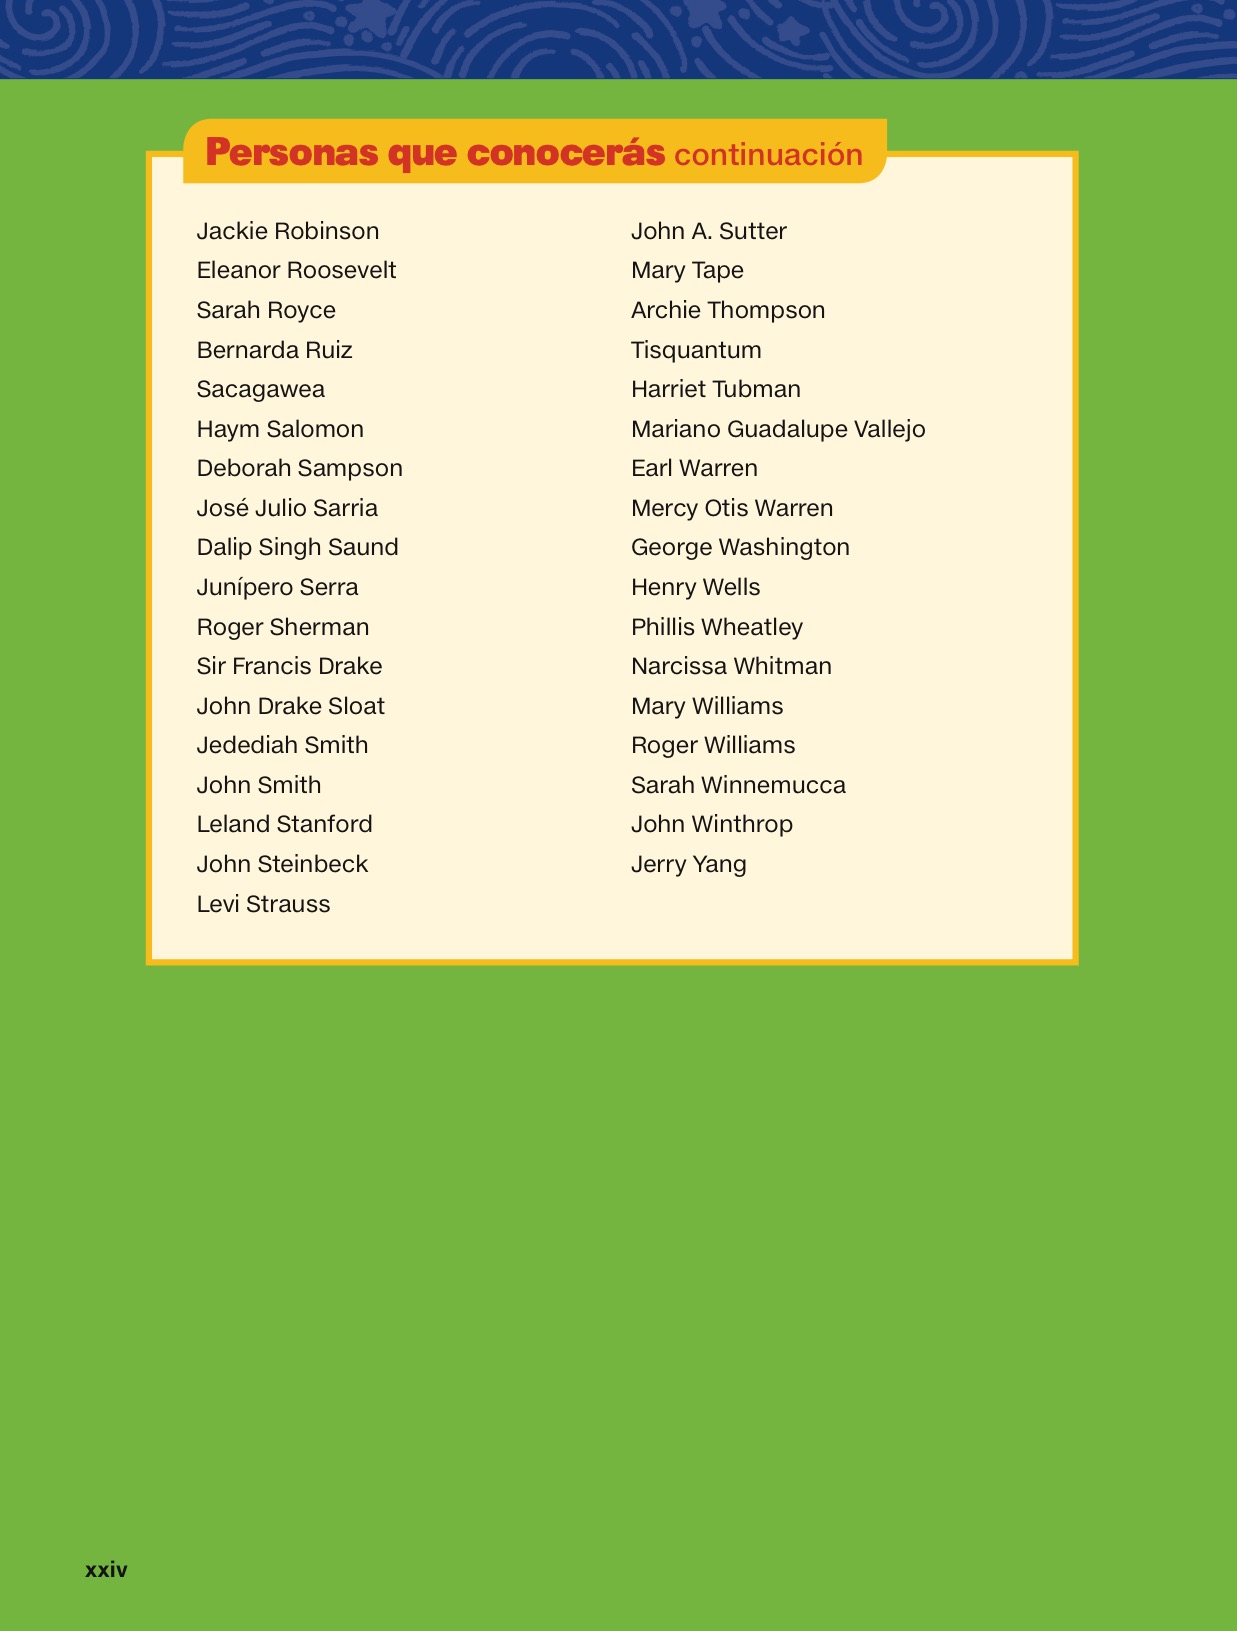 Personas que conocerás continuación
Jackie Robinson
Eleanor Roosevelt
Sarah Royce
Bernarda Ruiz
Sacagawea
Haym Salomon
Deborah Sampson
José Julio Sarria
Dalip Singh Saund
Junípero Serra
Roger Sherman
Sir Francis Drake
John Drake Sloat
Jedediah Smith
John Smith
Leland Stanford
John Steinbeck
Levi Strauss
John A. Sutter
Mary Tape
Archie Thompson
Tisquantum
Harriet Tubman
Mariano Guadalupe Vallejo
Earl Warren
Mercy Otis Warren
George Washington
Henry Wells
Phillis Wheatley
Narcissa Whitman
Mary Williams
Roger Williams
Sarah Winnemucca
John Winthrop
Jerry Yang
xxiv